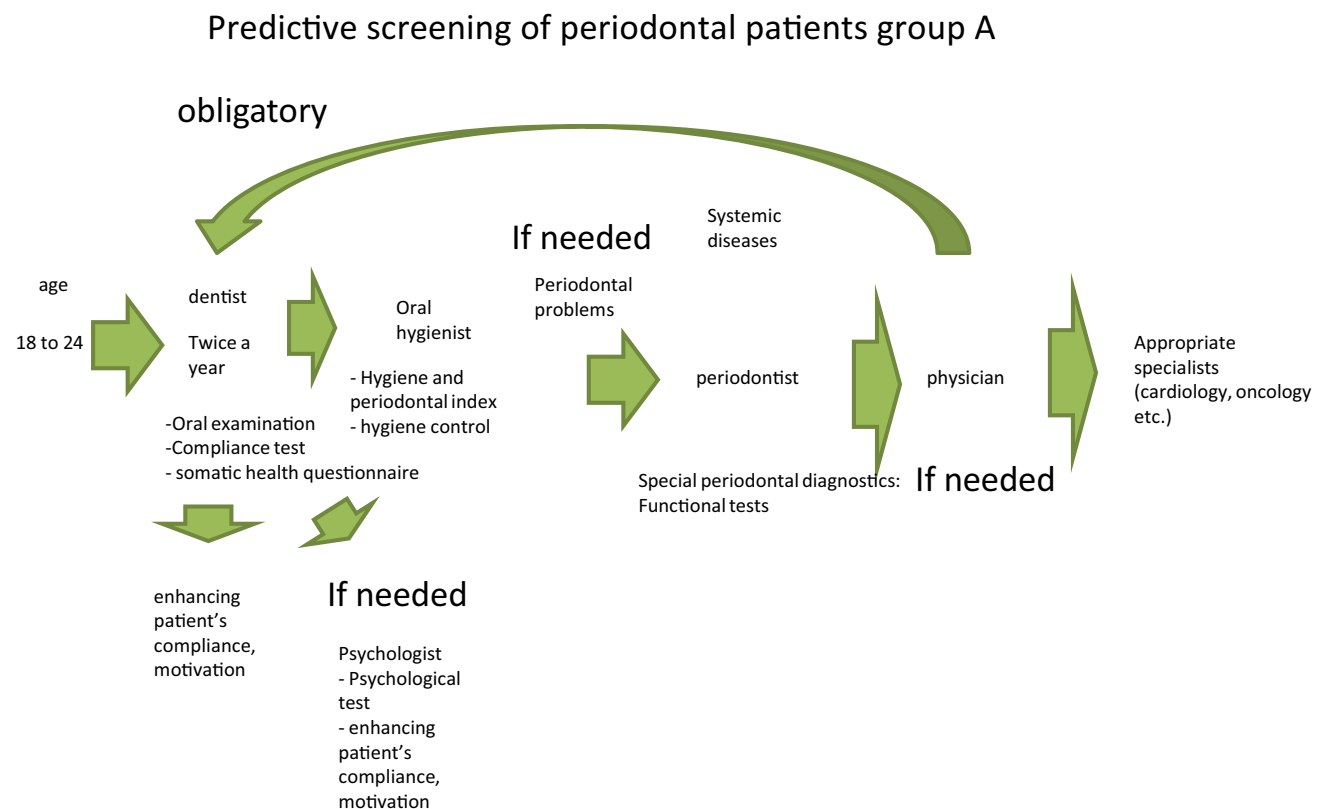 Predictive screening of periodontal patients group A
obligatory
age
18 to 24
dentist
Twice a
year
-Oral examination
-Compliance test
- somatic health questionnaire
enhancing
patient’s
compliance,
motivation
Oral
hygienist
- Hygiene and
periodontal index
- hygiene control
If needed
Psychologist
- Psychological
test
- enhancing
patient’s
compliance,
motivation
If needed
Periodontal
problems
Systemic
diseases
periodontist
Special periodontal diagnostics:
Functional tests
physician
If needed
Appropriate
specialists
(cardiology, oncology
etc.)